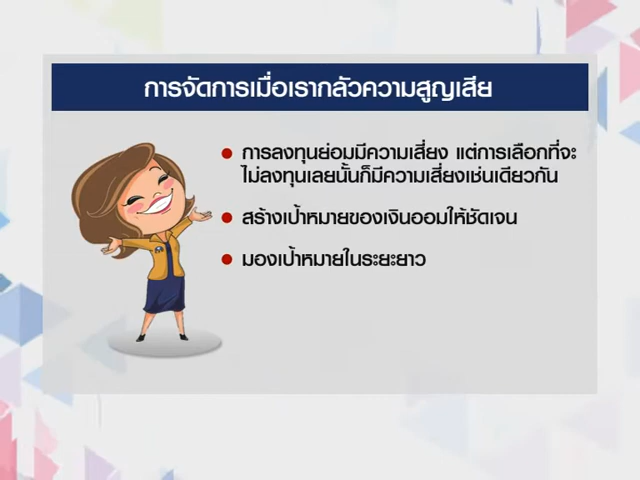 การจัดการเมื่อเรากลัวความสูญเสีย
• การลงทุนย่อมมีความเสี่ยง แต่การเลือกที่จะ
ไม่ลงทุนเลยนั้นก็มีความเสี่ยงเช่นเดียวกัน
• สร้างเป้าหมายของเงินออมให้ชัดเจน
• มองเป้าหมายในระยะยาว